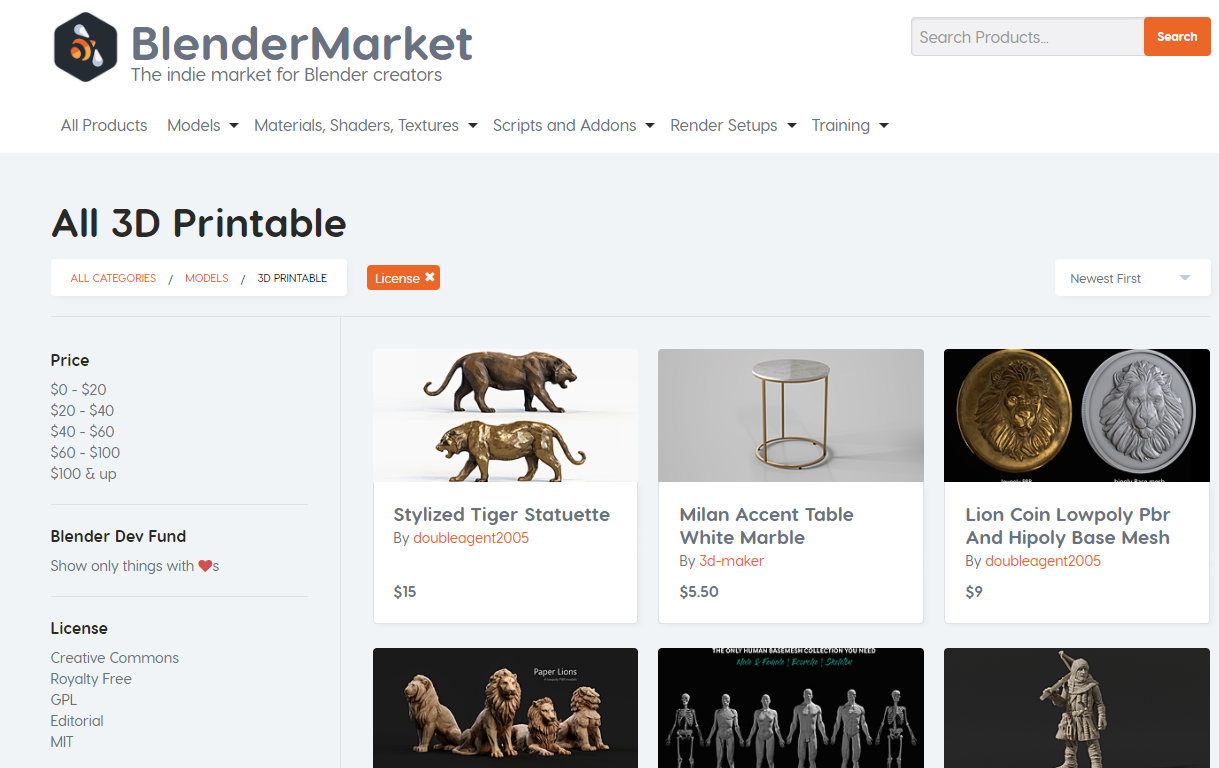 BlenderMarket
The indie market for Blender creators
Search Products...
Search
All Products
Models
Materials, Shaders, Textures
Scripts and Addons
Render Setups
Training
All 3D Printable
ALL CATEGORIES / MODELS / 3D PRINTABLE
License ✖
Newest First
Price
$0 - $20
$20 - $40
$40 - $60
$60 - $100
$100 & up
Blender Dev Fund
Show only things with ❤s
License
Creative Commons
Royalty Free
GPL
Editorial
MIT
Stylized Tiger Statuette
By doubleagent2005
$15
Milan Accent Table
White Marble
By 3d-maker
$5.50
Lion Coin Lowpoly Pbr
And Hipoly Base Mesh
By doubleagent2005
$9
Paper Lions
THE ONLY HUMAN BASEMESH COLLECTION YOU NEED
Male & Female | Ecorche | Skeleton